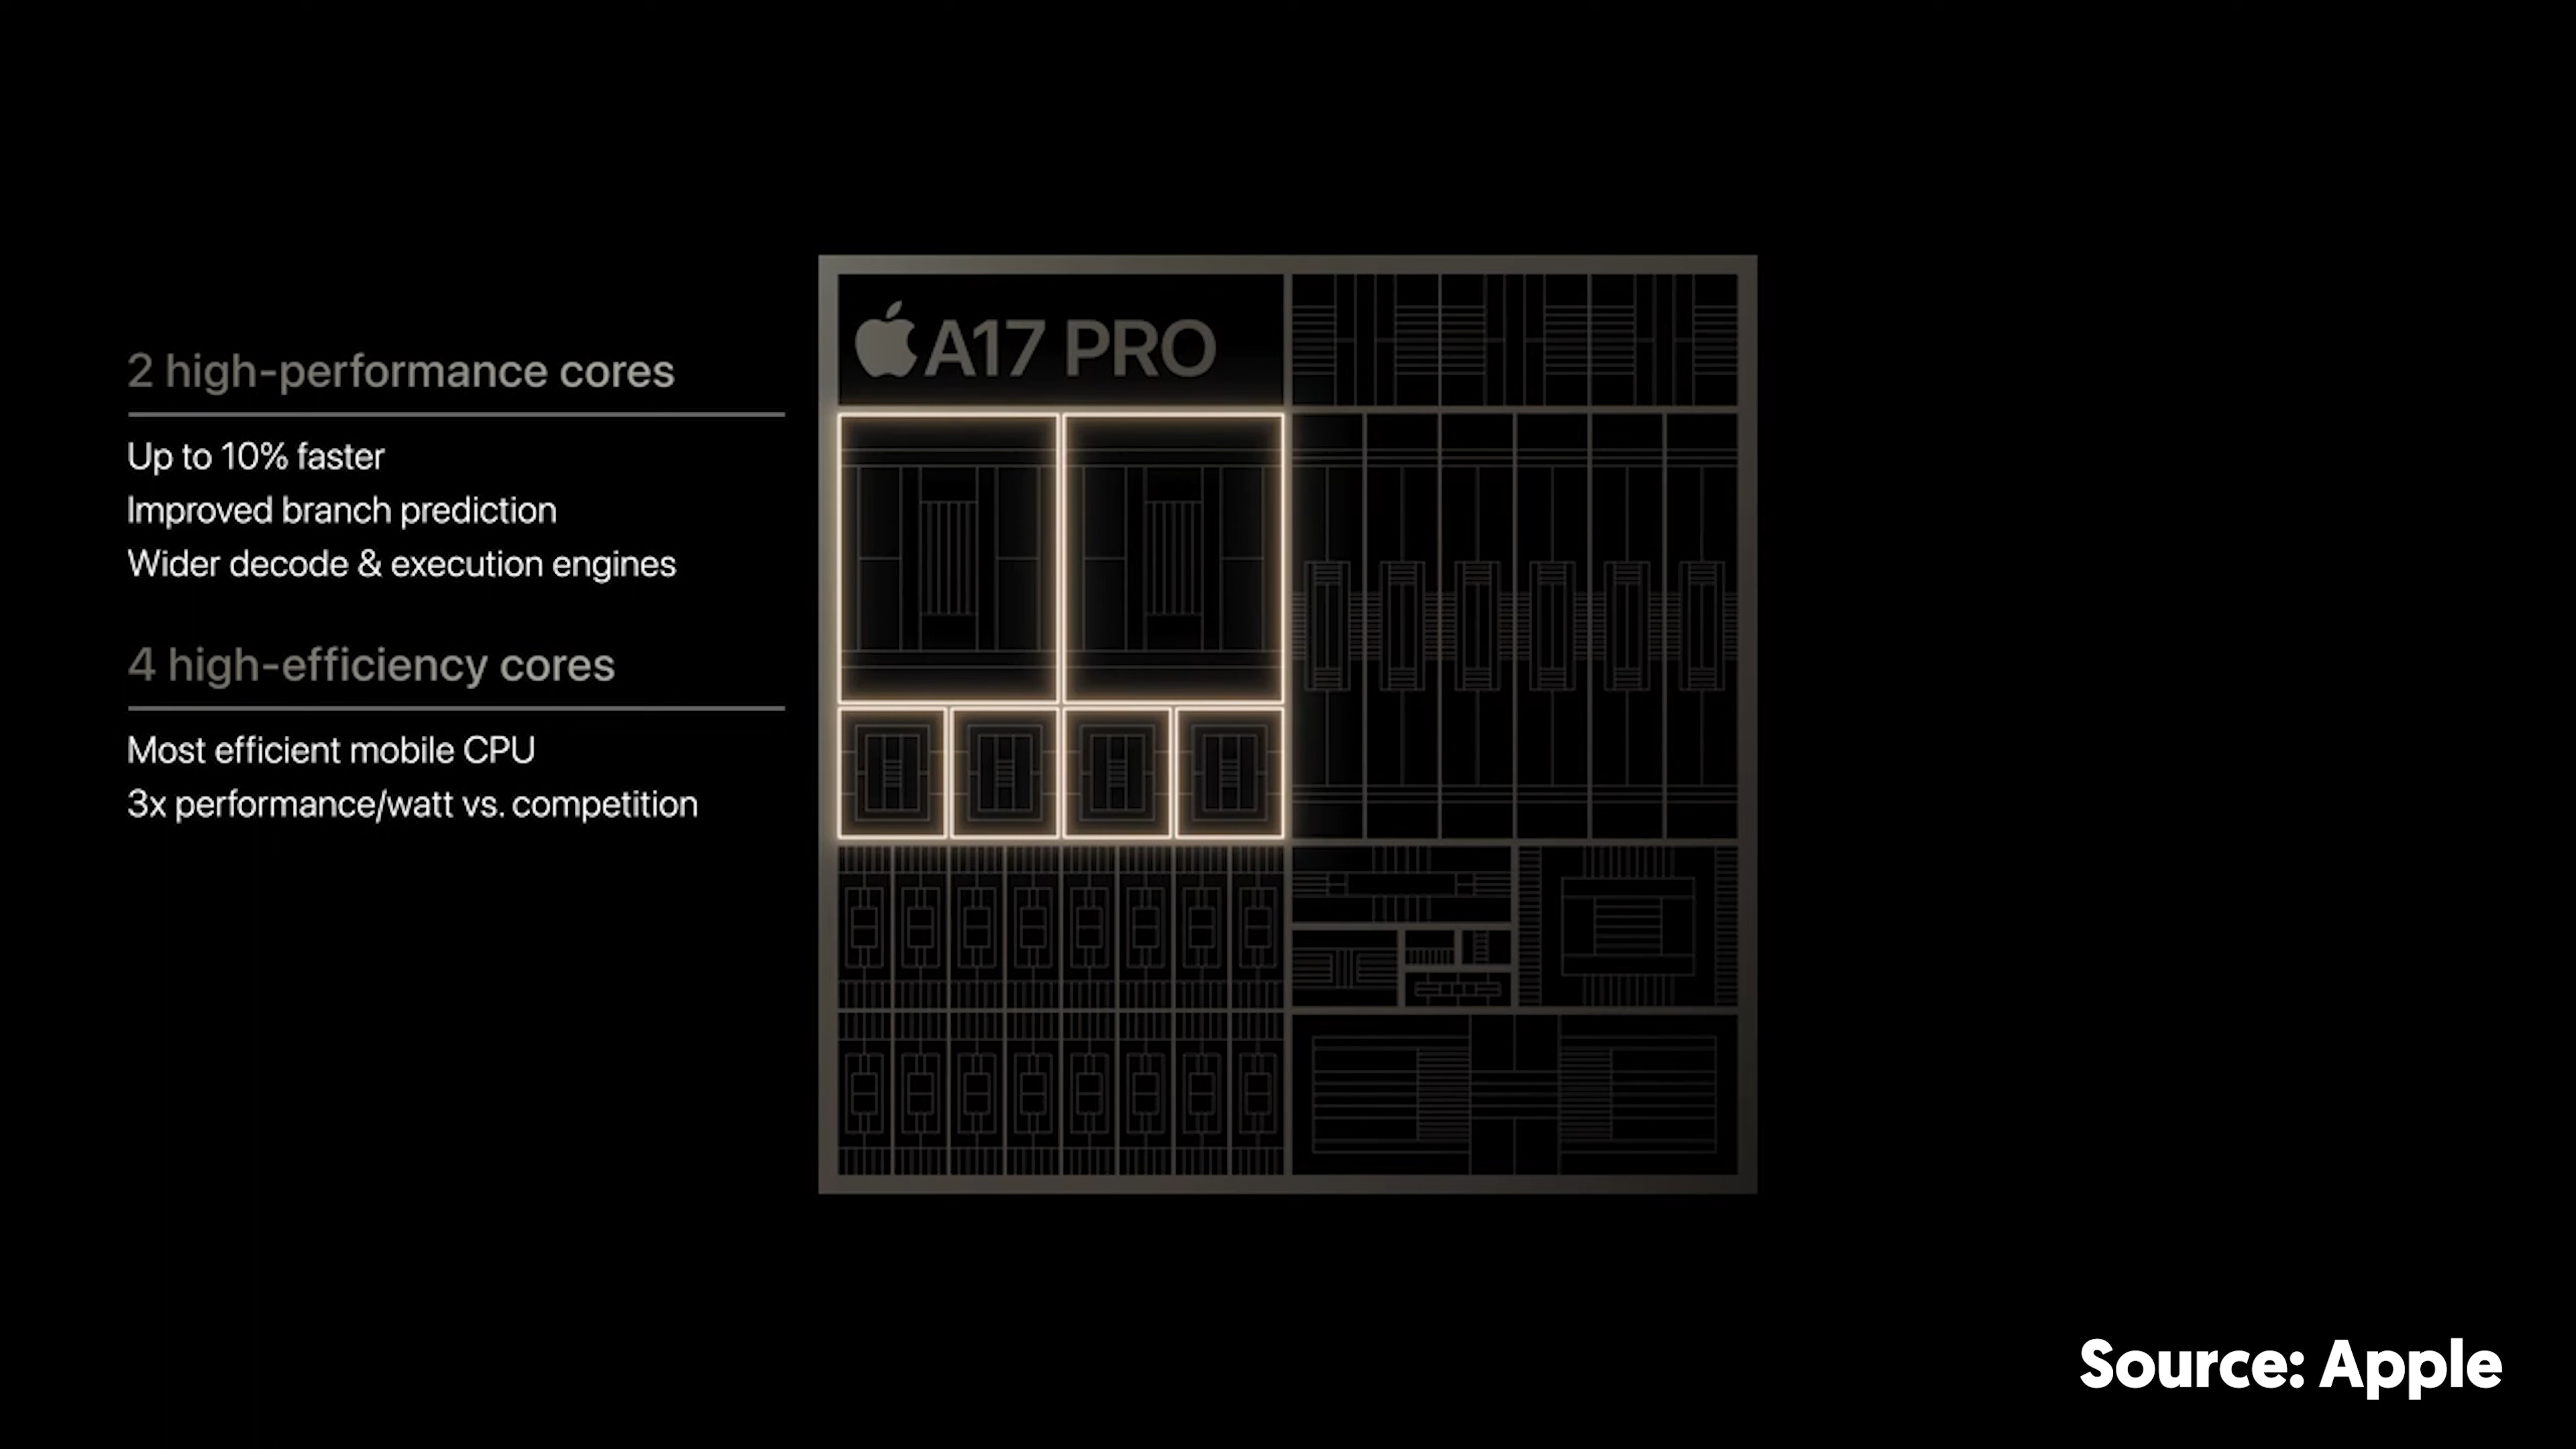 2 high-performance cores
Up to 10% faster
Improved branch prediction
Wider decode & execution engines
4 high-efficiency cores
Most efficient mobile CPU
3x performance/watt vs. competition
A17 PRO
Source: Apple